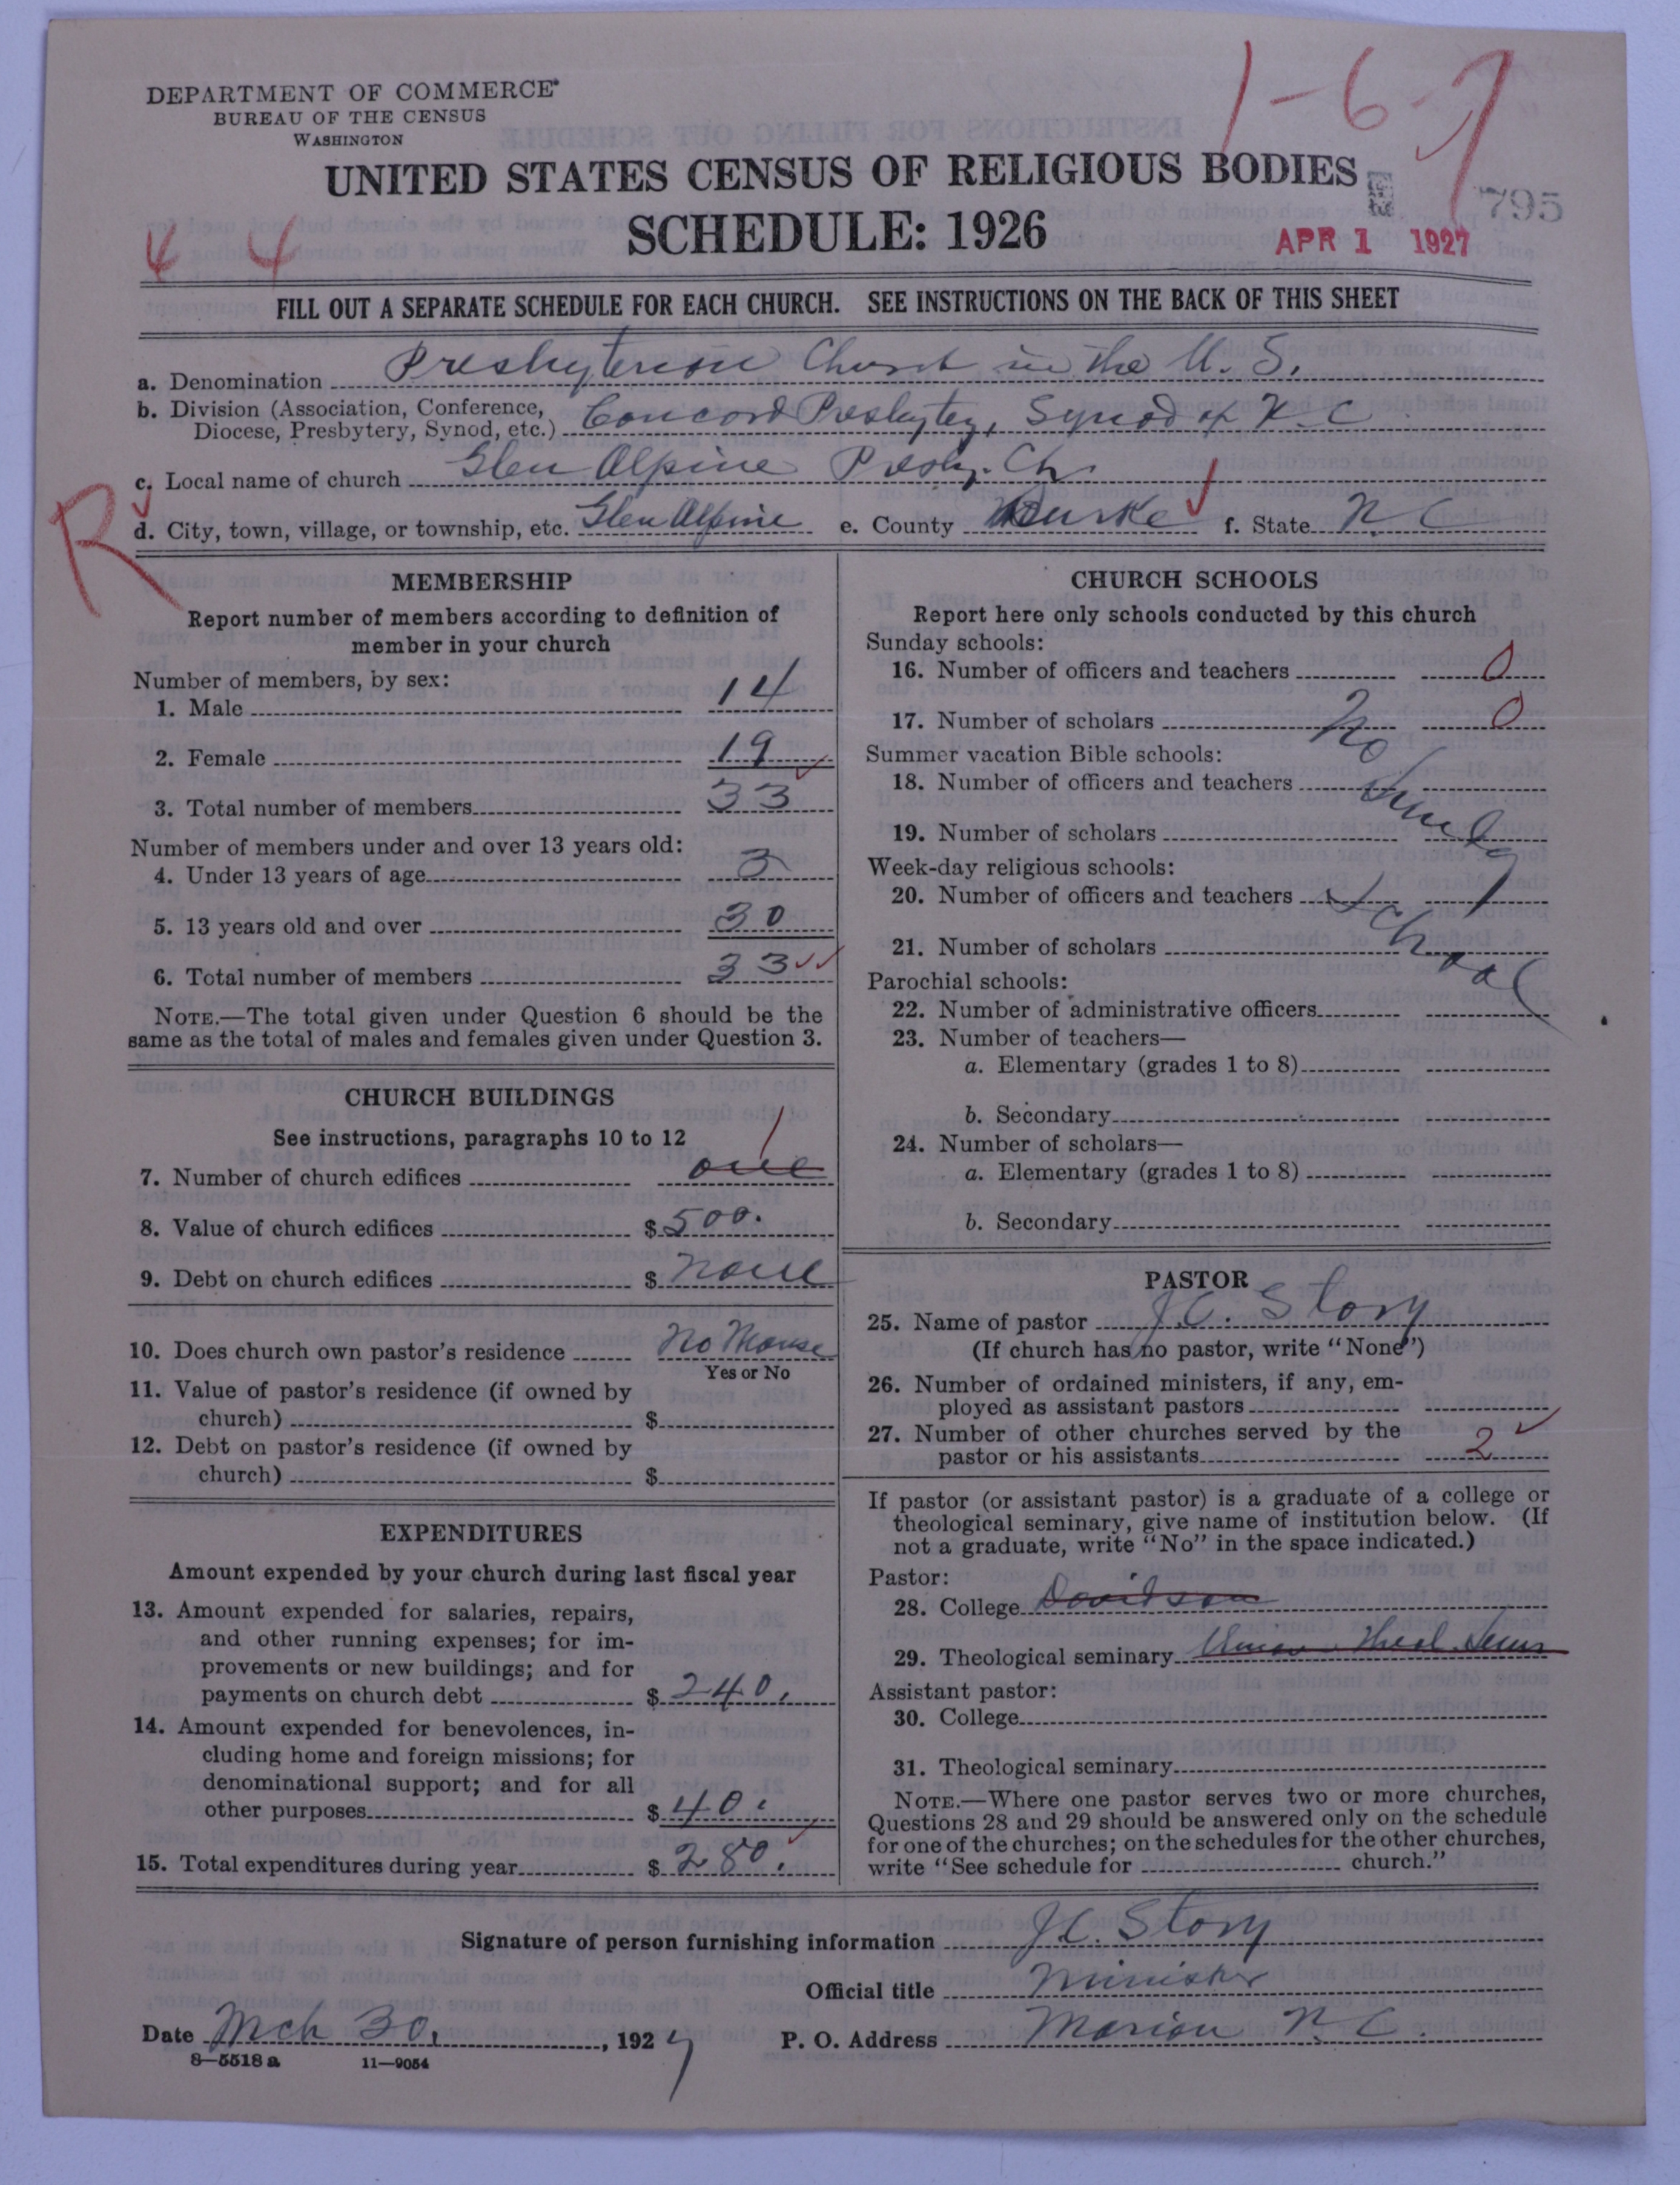 DEPARTMENT OF COMMERCE
BUREAU OF THE CENSUS
WASHINGTON
1-6-7
UNITED STATES CENSUS OF RELIGIOUS BODIES
795
SCHEDULE: 1926
APR 1 1927
4 4
FILL OUT A SEPARATE SCHEDULE FOR EACH CHURCH. SEE INSTRUCTIONS ON THE BACK OF THIS SHEET
a. Denomination Presbyterian Church in the U. S.
b. Division (Association, Conference,
Diocese, Presbytery, Synod, etc.) Concord Presbytery, Synod of N. C
c. Local name of church Glen Alpine Presby. Ch.
R
d. City, town, village, or township, etc. Glen Alpine e. County Burke f. State N. C
MEMBERSHIP
Report number of members according to definition of
member in your church
Number of members, by sex:
1. Male 14
2. Female 19
3. Total number of members 33
Number of members under and over 13 years old:
4. Under 13 years of age 3
5. 13 years old and over 30
6. Total number of members 33
NOTE.—The total given under Question 6 should be the
same as the total of males and females given under Question 3.
CHURCH BUILDINGS
See instructions, paragraphs 10 to 12
7. Number of church edifices one 1
8. Value of church edifices $ 500.
9. Debt on church edifices $ None
10. Does church own pastor's residence No Manse
Yes or No
11. Value of pastor's residence (if owned by
church) $
12. Debt on pastor's residence (if owned by
church) $
EXPENDITURES
Amount expended by your church during last fiscal year
13. Amount expended for salaries, repairs,
and other running expenses; for im-
provements or new buildings; and for
payments on church debt $ 240.
14. Amount expended for benevolences, in-
cluding home and foreign missions; for
denominational support; and for all
other purposes $ 40.
15. Total expenditures during year $ 280.
CHURCH SCHOOLS
Report here only schools conducted by this church
Sunday schools:
16. Number of officers and teachers 0
17. Number of scholars 0
No Sunday School
Summer vacation Bible schools:
18. Number of officers and teachers
19. Number of scholars
Week-day religious schools:
20. Number of officers and teachers
21. Number of scholars
Parochial schools:
22. Number of administrative officers
23. Number of teachers—
a. Elementary (grades 1 to 8)
b. Secondary
24. Number of scholars—
a. Elementary (grades 1 to 8)
b. Secondary
PASTOR
25. Name of pastor J. C. Story
(If church has no pastor, write "None")
26. Number of ordained ministers, if any, em-
ployed as assistant pastors
27. Number of other churches served by the
pastor or his assistants 2
If pastor (or assistant pastor) is a graduate of a college or
theological seminary, give name of institution below. (If
not a graduate, write "No" in the space indicated.)
Pastor:
28. College Davidson
29. Theological seminary Union Theol. Semi
Assistant pastor:
30. College
31. Theological seminary
NOTE.—Where one pastor serves two or more churches,
Questions 28 and 29 should be answered only on the schedule
for one of the churches; on the schedules for the other churches,
write "See schedule for church."
Signature of person furnishing information J. C. Story
Official title Minister
Date Mch 30, 1927 P. O. Address Marion N. C.
8—5518 a 11—9054